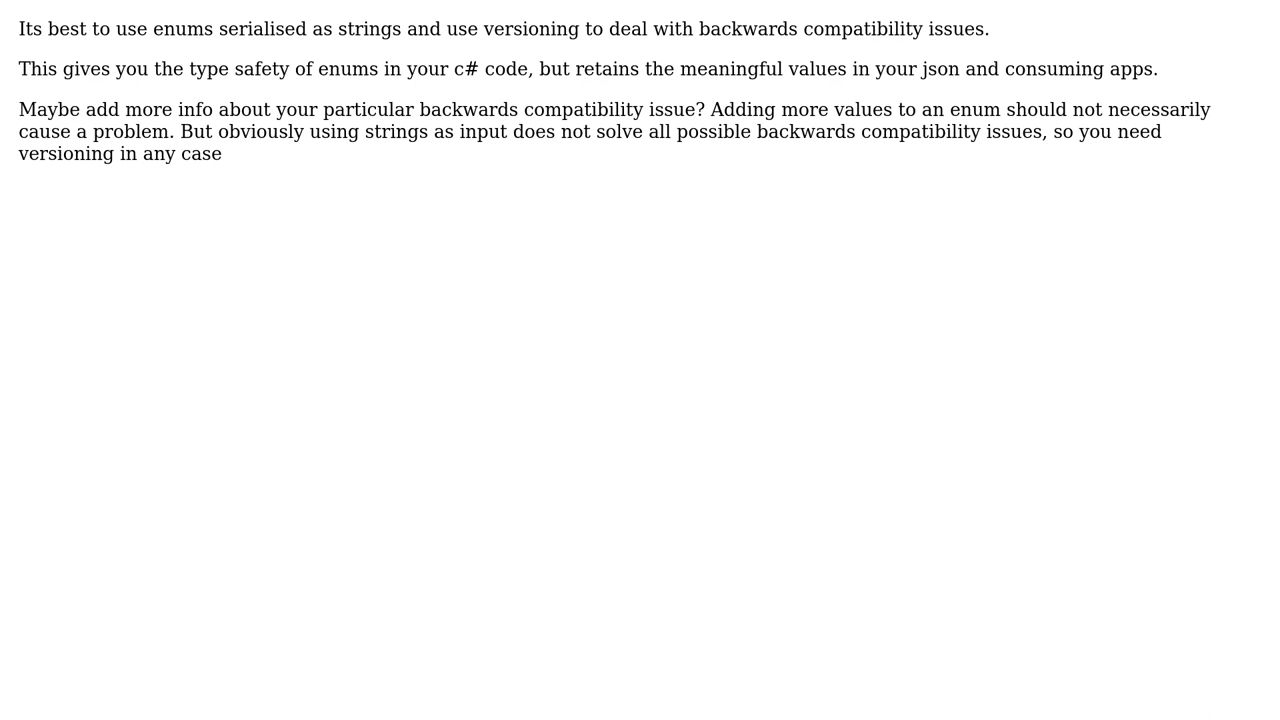 Its best to use enums serialised as strings and use versioning to deal with backwards compatibility issues.
This gives you the type safety of enums in your c# code, but retains the meaningful values in your json and consuming apps.
Maybe add more info about your particular backwards compatibility issue? Adding more values to an enum should not necessarily
cause a problem. But obviously using strings as input does not solve all possible backwards compatibility issues, so you need
versioning in any case